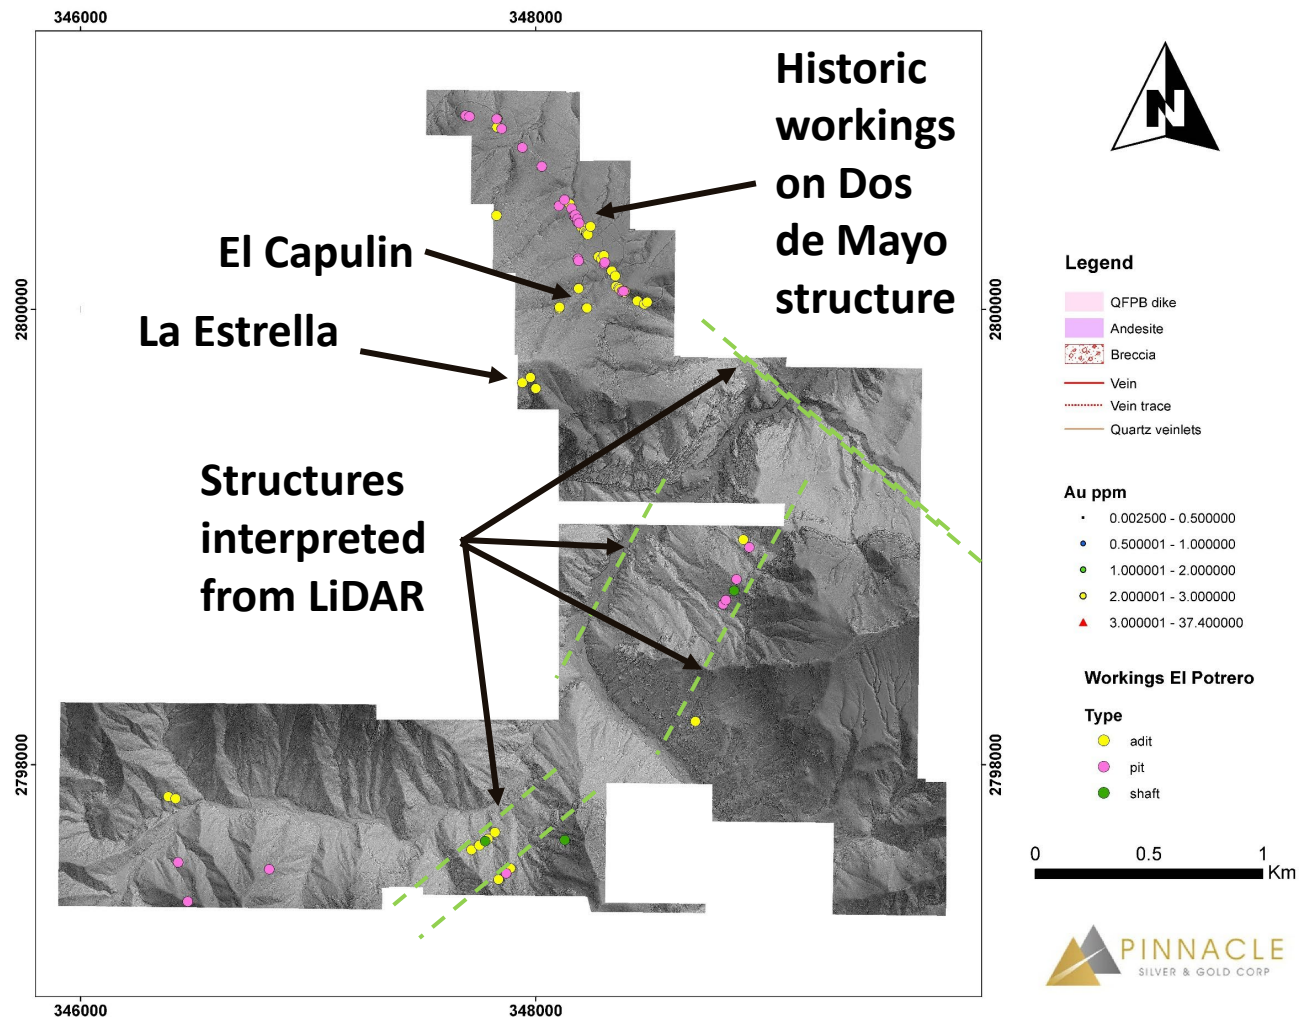 346000
348000
Historic
workings
on Dos
de Mayo
structure
N
El Capulin
La Estrella
2800000
2800000
Structures
interpreted
from LiDAR
2798000
2798000
Legend
QFPB dike
Andesite
Breccia
Vein
Vein trace
Quartz veinlets
Au ppm
0.002500 - 0.500000
0.500001 - 1.000000
1.000001 - 2.000000
2.000001 - 3.000000
3.000001 - 37.400000
Workings El Potrero
Type
adit
pit
shaft
0 0.5 1
Km
PINNACLE
SILVER & GOLD CORP
346000
348000